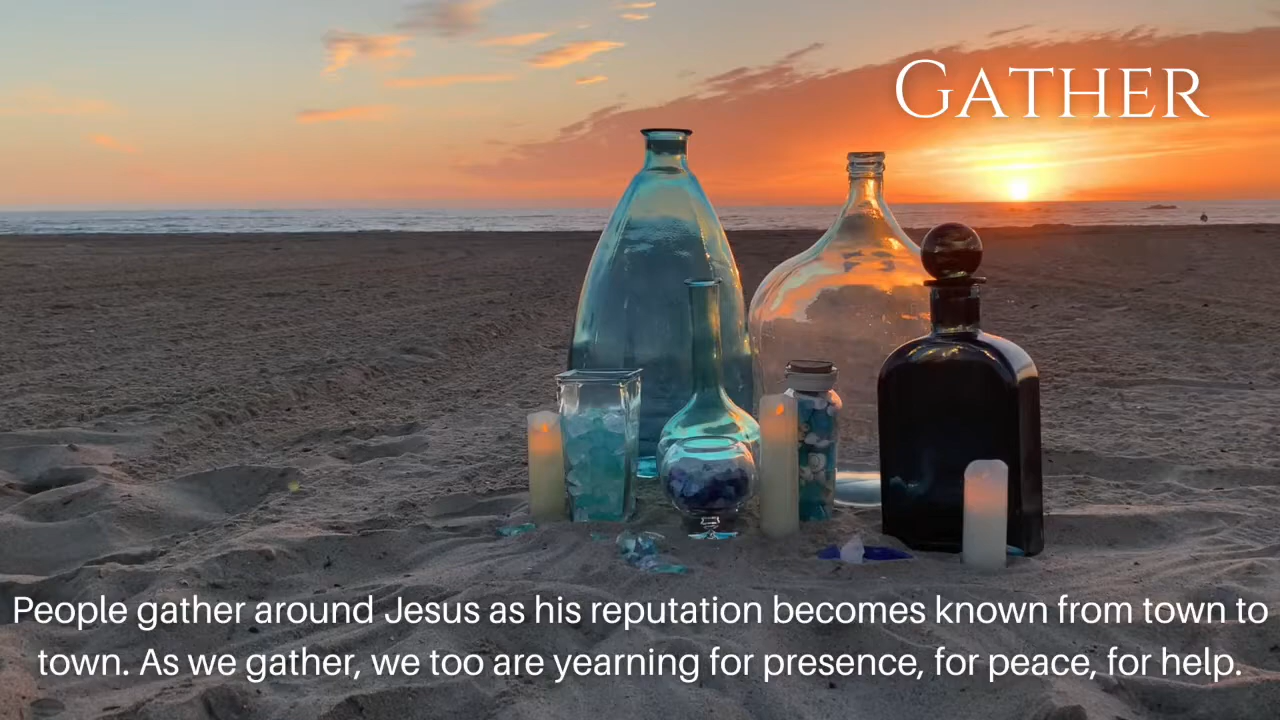 GATHER
People gather around Jesus as his reputation becomes known from town to
town. As we gather, we too are yearning for presence, for peace, for help.